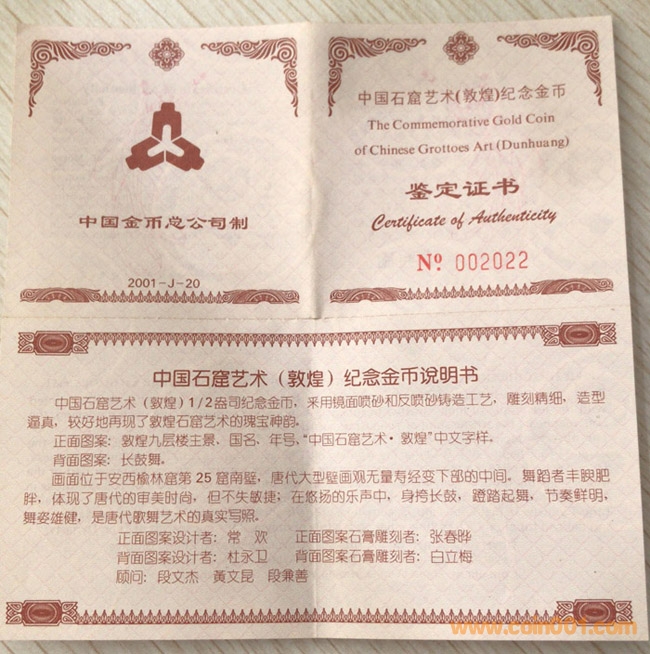 中国金币总公司制
2001-J-20
中国石窟艺术(敦煌)纪念金币
The Commemorative Gold Coin
of Chinese Grottoes Art (Dunhuang)
鉴定证书
Certificate of Authenticity
Nº 002022
中国石窟艺术(敦煌)纪念金币说明书
中国石窟艺术(敦煌)1/2盎司纪念金币,采用镜面喷砂和反喷砂铸造工艺,雕刻精细,造型
逼真,较好地再现了敦煌石窟艺术的瑰宝神韵。
正面图案:敦煌九层楼主景,国名,年号,“中国石窟艺术·敦煌”中文字样。
背面图案:长鼓舞。
画面位于安西榆林窟第25窟南壁,唐代大型壁画观无量寿经变下部的中间。舞蹈者丰腴肥
胖,体现了唐代的审美时尚,但不失敏捷;在悠扬的乐声中,身挎长鼓,蹬踏起舞,节奏鲜明,
舞姿雄健,是唐代歌舞艺术的真实写照。
正面图案设计者:常 欢 正面图案石膏雕刻者:张春晔
背面图案设计者:杜永卫 背面图案石膏雕刻者:白立梅
顾问:段文杰 黄文昆 段兼善
www.coin001.com